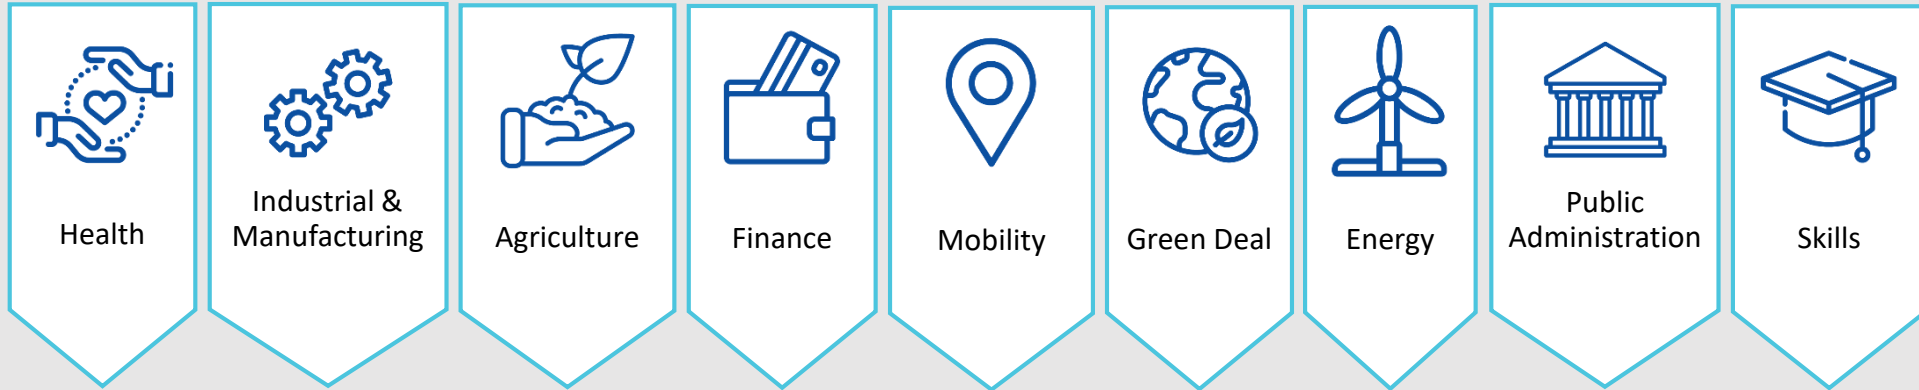 Health
Industrial &
Manufacturing
Agriculture
Finance
Mobility
Green Deal
Energy
Public
Administration
Skills